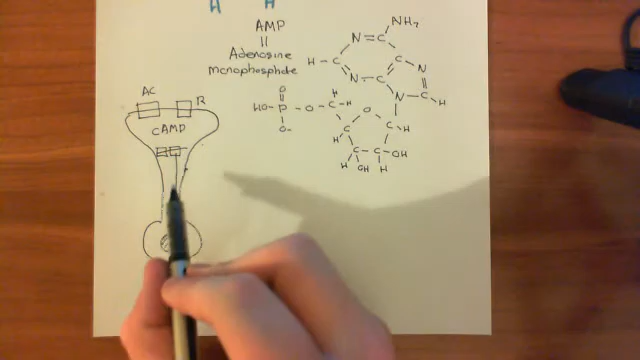 H H
AMP
||
Adenosine
monophosphate
AC R
cAMP
NH2
N = C
H - C C N
N - C
N - C - H
O H
HO - P - O - C - H O
O-
C C H
H C - C - OH
H OH H